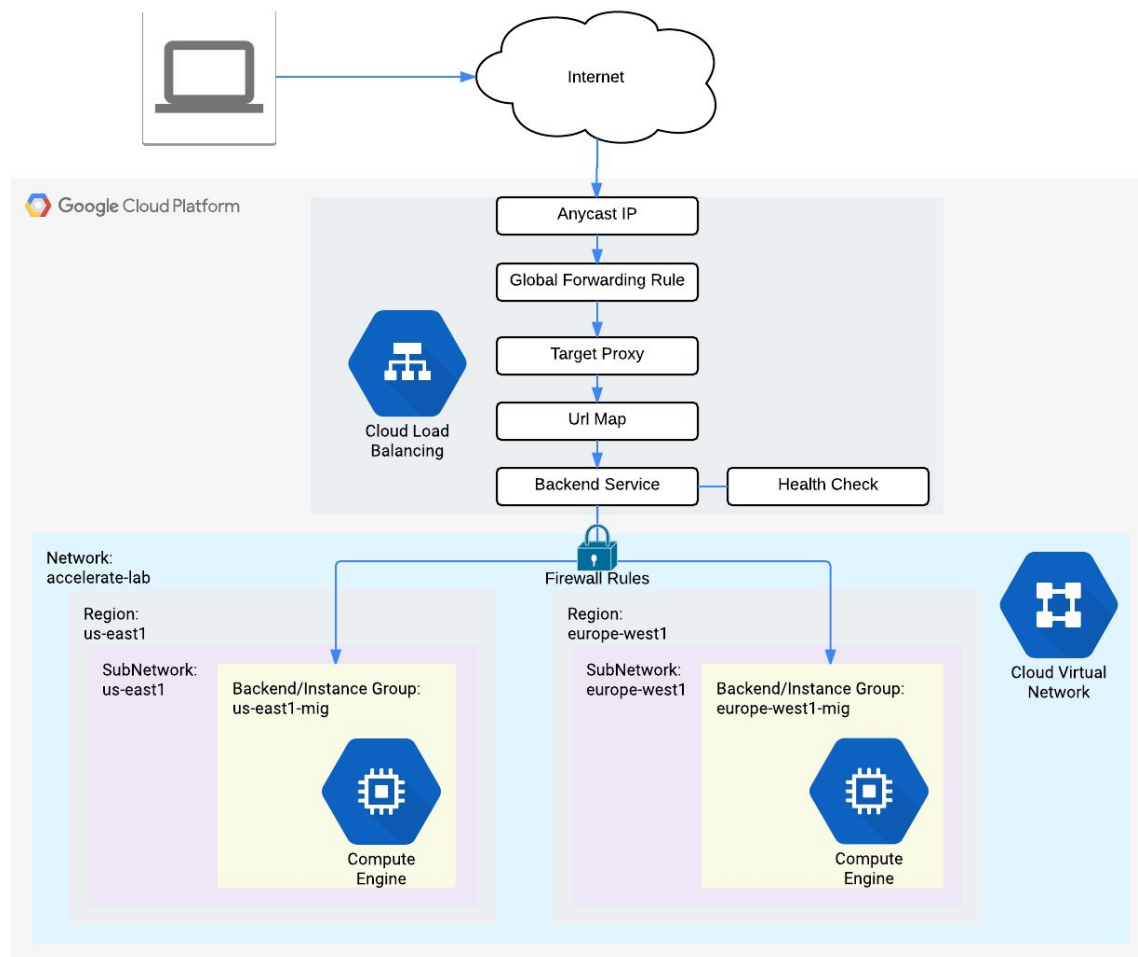 Internet
Google Cloud Platform
Anycast IP
Global Forwarding Rule
Target Proxy
Url Map
Cloud Load
Balancing
Backend Service
Health Check
Network:
accelerate-lab
Firewall Rules
Region:
us-east1
SubNetwork:
us-east1
Backend/Instance Group:
us-east1-mig
Compute
Engine
Region:
europe-west1
SubNetwork:
europe-west1
Backend/Instance Group:
europe-west1-mig
Compute
Engine
Cloud Virtual
Network